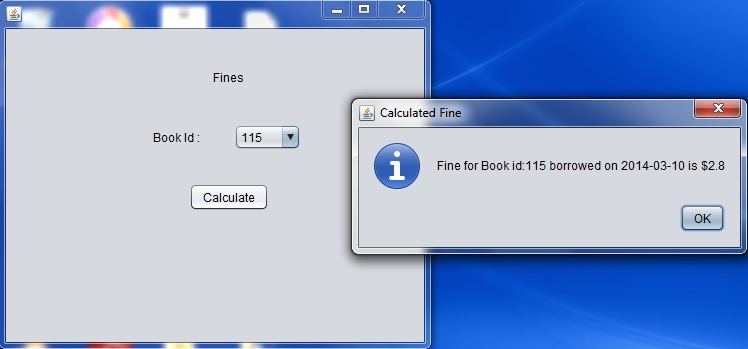 Fines
Book Id :
115
Calculate
Calculated Fine
Fine for Book id:115 borrowed on 2014-03-10 is $2.8
OK